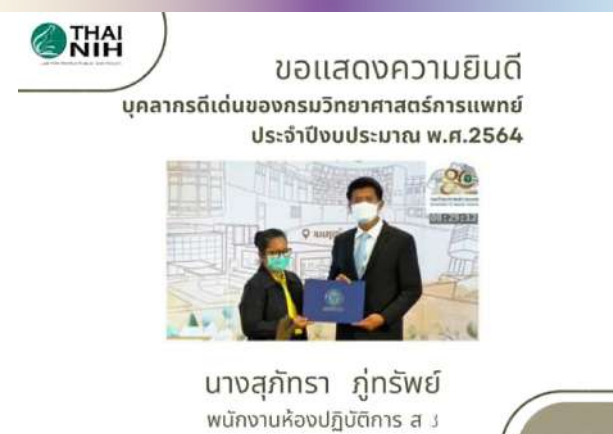 THAI
NIH
ขอแสดงความยินดี
บุคลากรดีเด่นของกรมวิทยาศาสตร์การแพทย์
ประจำปีงบประมาณ พ.ศ.2564
นางสุภัทรา ภู่ทรัพย์
พนักงานห้องปฏิบัติการ